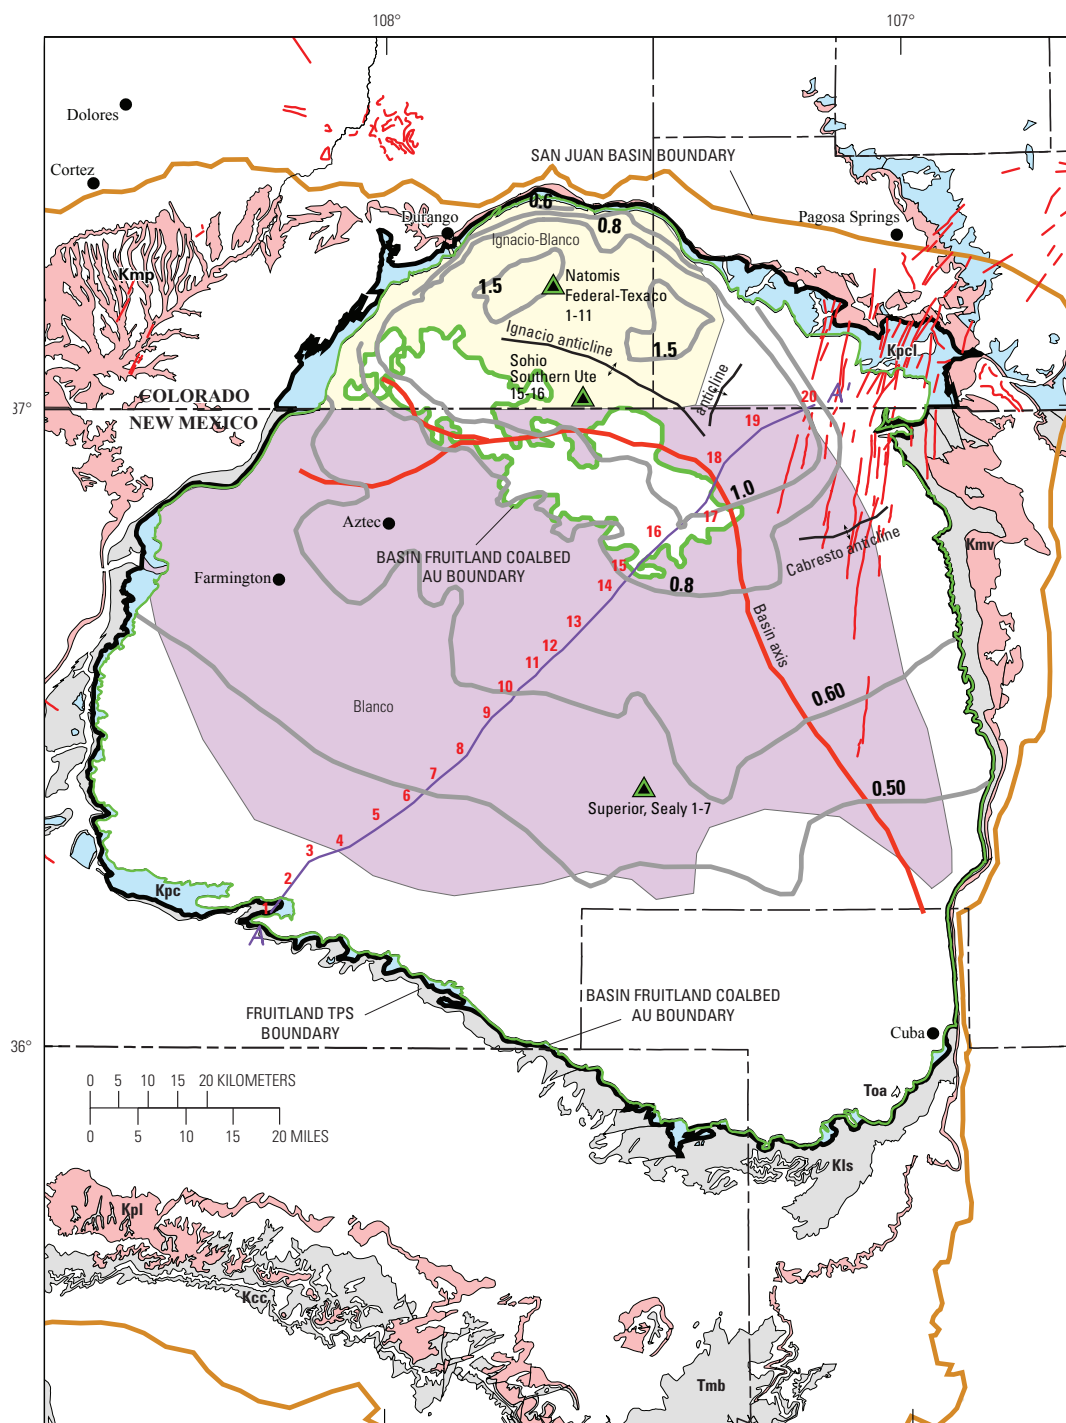 108°
107°
Dolores
Cortez
SAN JUAN BASIN BOUNDARY
0.6
Durango
0.8
Pagosa Springs
Ignacio-Blanco
Kmp
1.5
Natomis
Federal-Texaco
1-11
Ignacio anticline
1.5
Kpcl
Sohio
Southern Ute
15-16
anticline
COLORADO
37°
NEW MEXICO
20
A'
19
18
1.0
17
Aztec
16
BASIN FRUITLAND COALBED
AU BOUNDARY
Cabresto anticline
Kmv
15
Farmington
14
0.8
13
Basin axis
12
11
10
0.60
Blanco
9
8
7
6
0.50
Superior, Sealy 1-7
5
4
3
2
Kpc
1
A
FRUITLAND TPS
BOUNDARY
BASIN FRUITLAND COALBED
AU BOUNDARY
Cuba
36°
Toa
0 5 10 15 20 KILOMETERS
0 5 10 15 20 MILES
Kls
Kpl
Kcc
Tmb